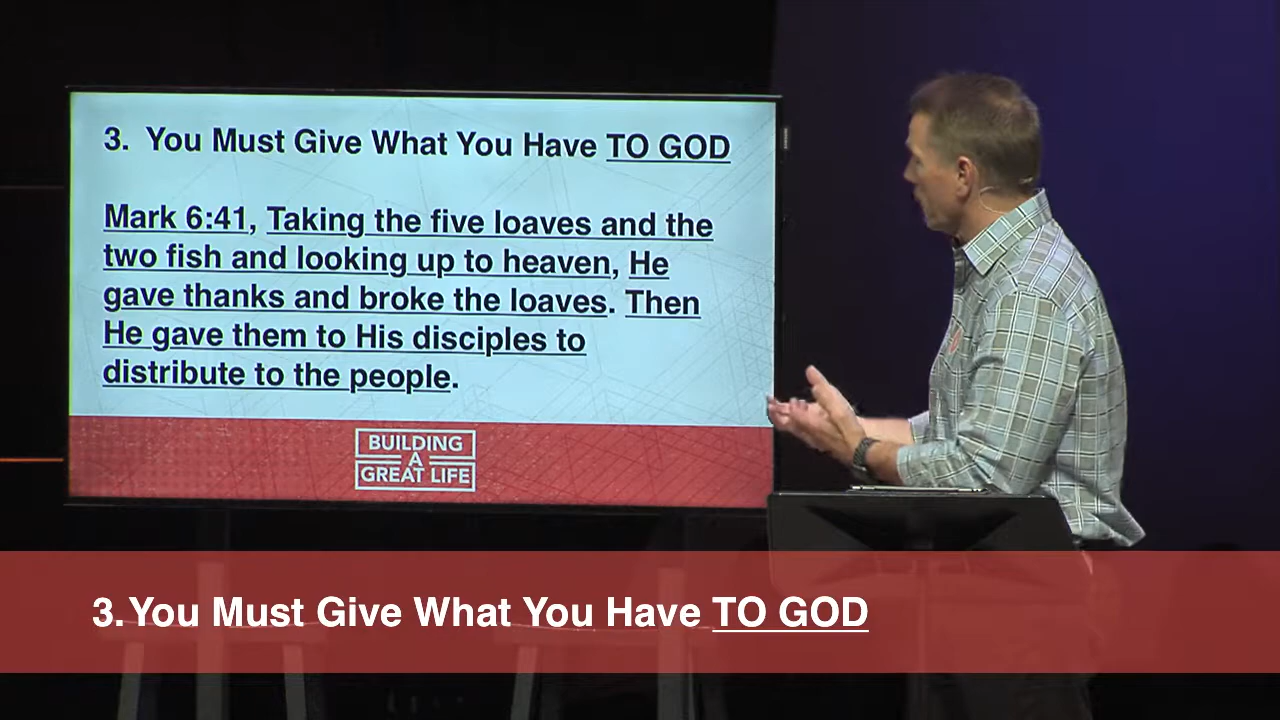 3. You Must Give What You Have TO GOD
Mark 6:41, Taking the five loaves and the
two fish and looking up to heaven, He
gave thanks and broke the loaves. Then
He gave them to His disciples to
distribute to the people.
BUILDING
A
GREAT LIFE
3. You Must Give What You Have TO GOD